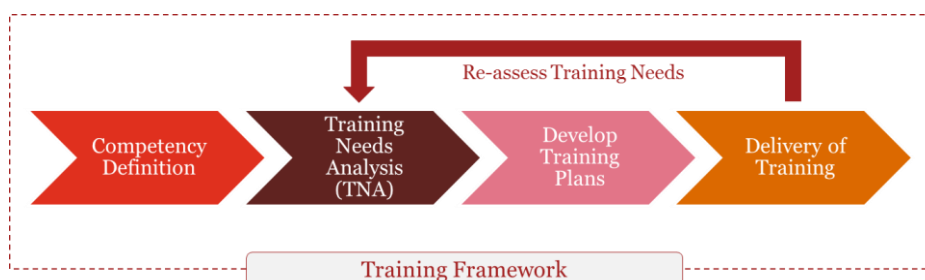 Re-assess Training Needs
Competency
Definition
Training
Needs
Analysis
(TNA)
Develop
Training
Plans
Delivery of
Training
Training Framework